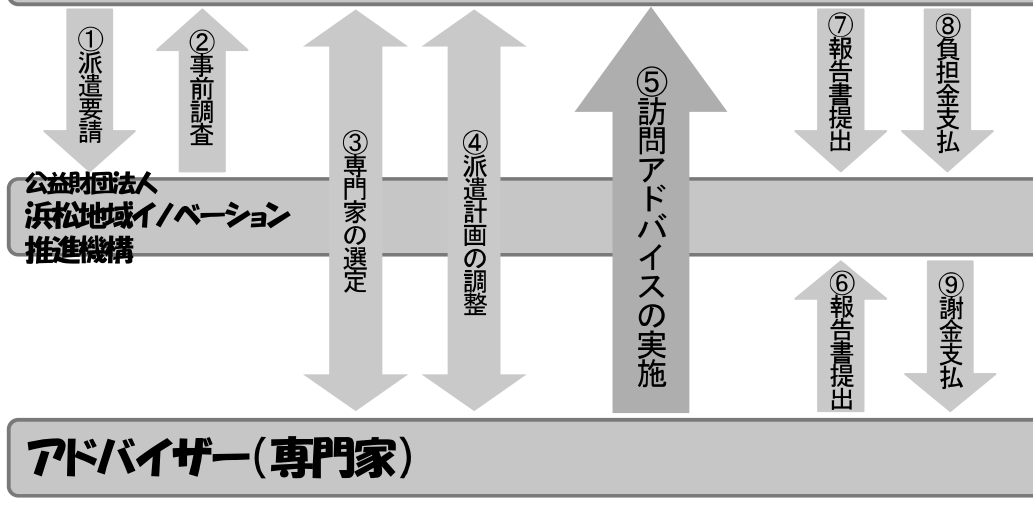 ①派遣要請
②事前調査
③専門家の選定
④派遣計画の調整
⑤訪問アドバイスの実施
⑦報告書提出
⑧負担金支払
公益財団法人
浜松地域イノベーション
推進機構
⑥報告書提出
⑨謝金支払
アドバイザー(専門家)